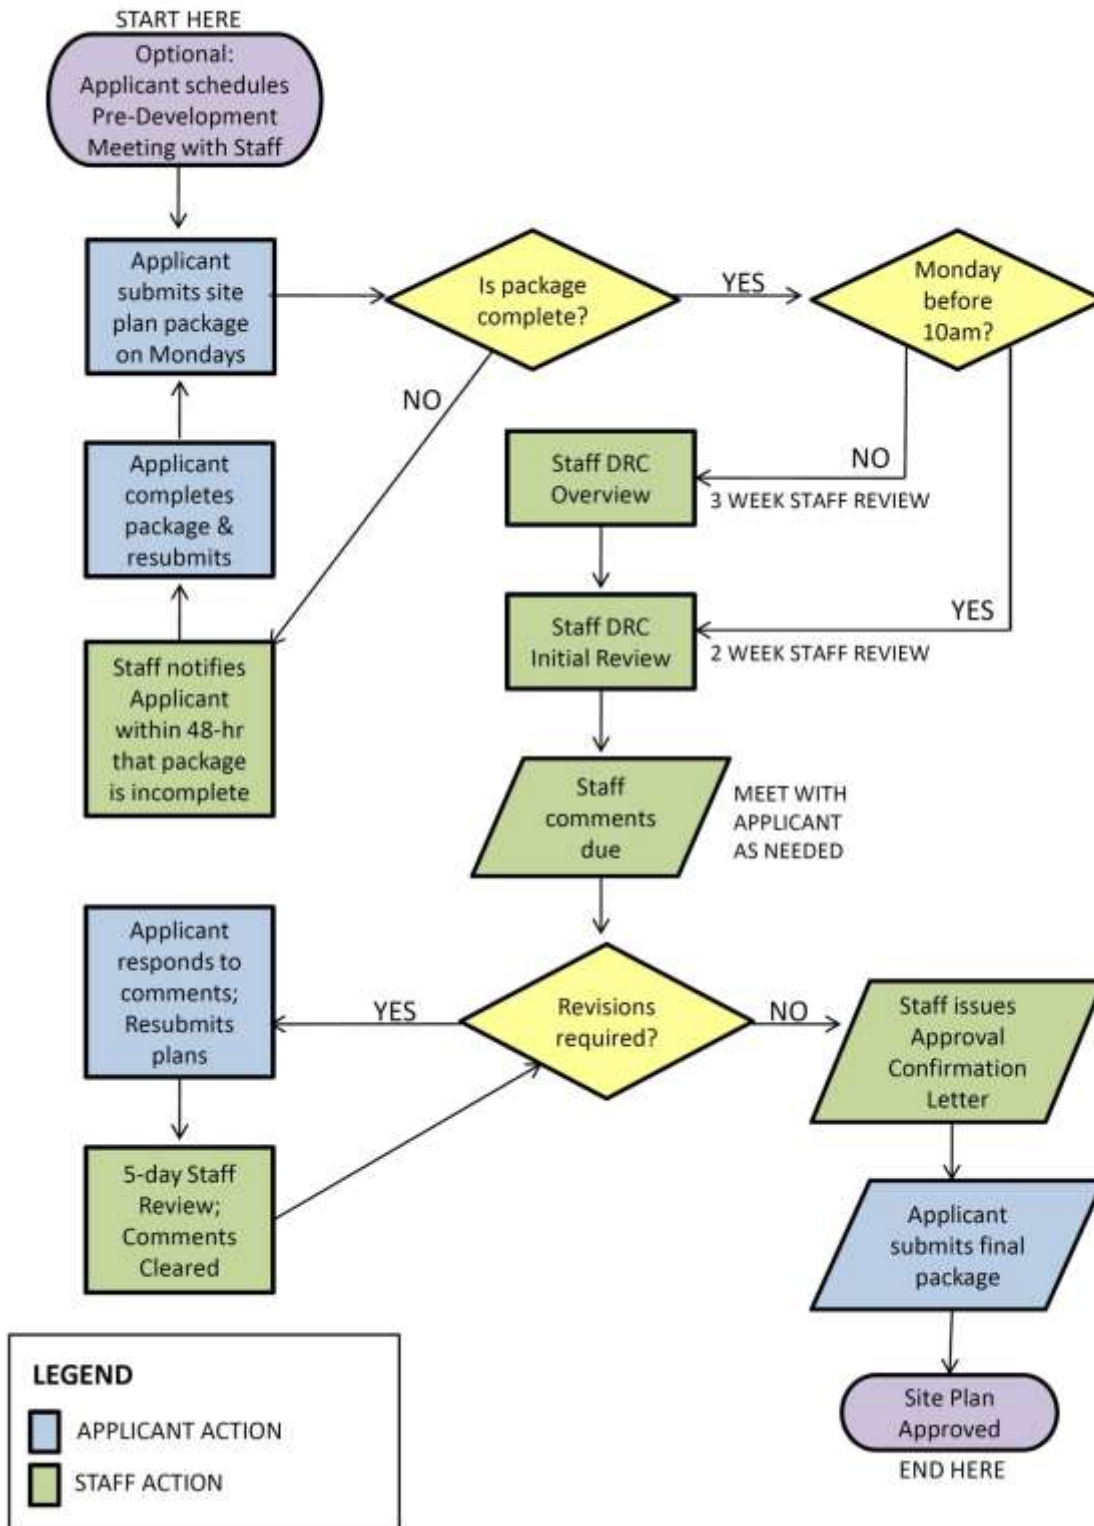 START HERE
Optional:
Applicant schedules
Pre-Development
Meeting with Staff
Applicant
submits site
plan package
on Mondays
Is package
complete?
YES
Monday
before
10am?
NO
Applicant
completes
package &
resubmits
Staff DRC
Overview
NO
3 WEEK STAFF REVIEW
Staff notifies
Applicant
within 48-hr
that package
is incomplete
Staff DRC
Initial Review
YES
2 WEEK STAFF REVIEW
Staff
comments
due
MEET WITH
APPLICANT
AS NEEDED
Applicant
responds to
comments;
Resubmits
plans
YES
Revisions
required?
NO
Staff issues
Approval
Confirmation
Letter
5-day Staff
Review;
Comments
Cleared
Applicant
submits final
package
Site Plan
Approved
END HERE
LEGEND
APPLICANT ACTION
STAFF ACTION